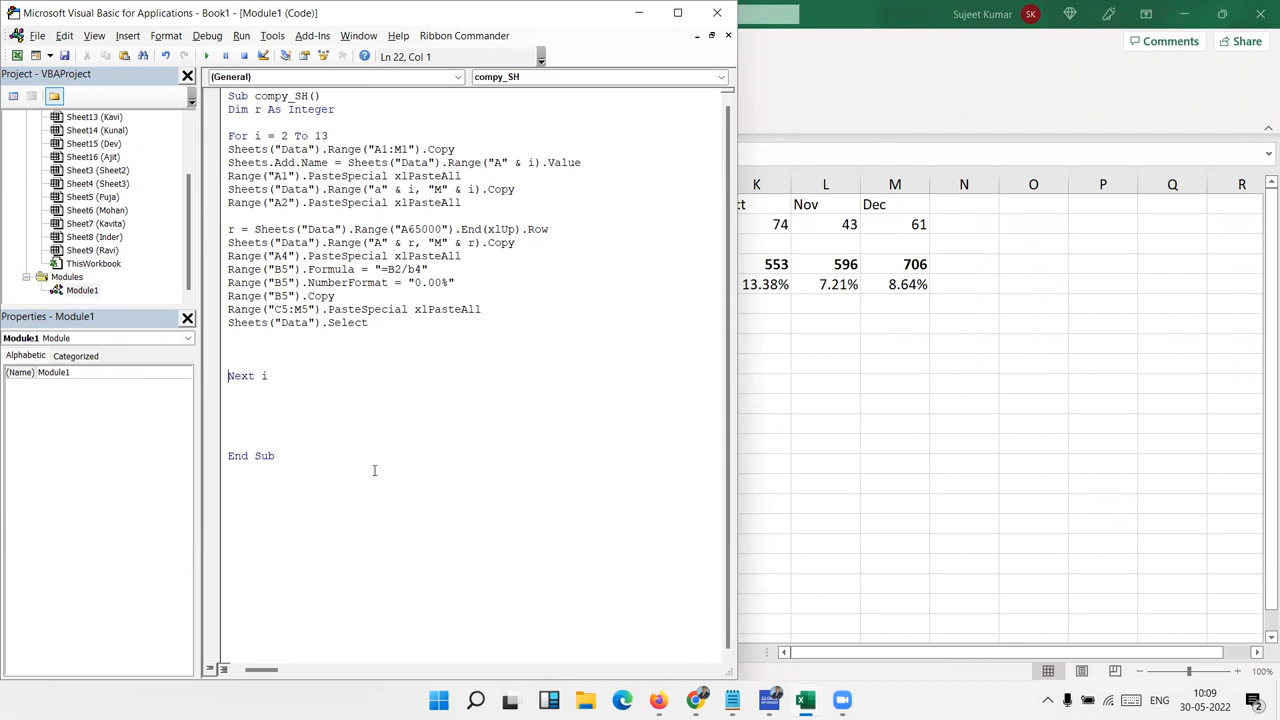 Microsoft Visual Basic for Applications - Book1 - [Module1 (Code)]
Sujeet Kumar
SK
File Edit View Insert Format Debug Run Tools Add-Ins Window Help Ribbon Commander
Comments
Share
Ln 22, Col 1
Project - VBAProject
(General)
compy_SH
Sheet13 (Kavi)
Sheet14 (Kunal)
Sheet15 (Dev)
Sheet16 (Ajit)
Sheet3 (Sheet2)
Sheet4 (Sheet3)
Sheet5 (Puja)
Sheet6 (Mohan)
Sheet7 (Kavita)
Sheet8 (Inder)
Sheet9 (Ravi)
ThisWorkbook
Modules
Module1
Properties - Module1
Module1 Module
Alphabetic Categorized
(Name) Module1
Sub compy_SH()
Dim r As Integer
For i = 2 To 13
Sheets("Data").Range("A1:M1").Copy
Sheets.Add.Name = Sheets("Data").Range("A" & i).Value
Range("A1").PasteSpecial xlPasteAll
Sheets("Data").Range("a" & i, "M" & i).Copy
Range("A2").PasteSpecial xlPasteAll
r = Sheets("Data").Range("A65000").End(xlUp).Row
Sheets("Data").Range("A" & r, "M" & r).Copy
Range("A4").PasteSpecial xlPasteAll
Range("B5").Formula = "=B2/b4"
Range("B5").NumberFormat = "0.00%"
Range("B5").Copy
Range("C5:M5").PasteSpecial xlPasteAll
Sheets("Data").Select
Next i
End Sub
K L M N O P Q R
ct Nov Dec
74 43 61
553 596 706
13.38% 7.21% 8.64%
100%
ENG
10:09
30-05-2022
2